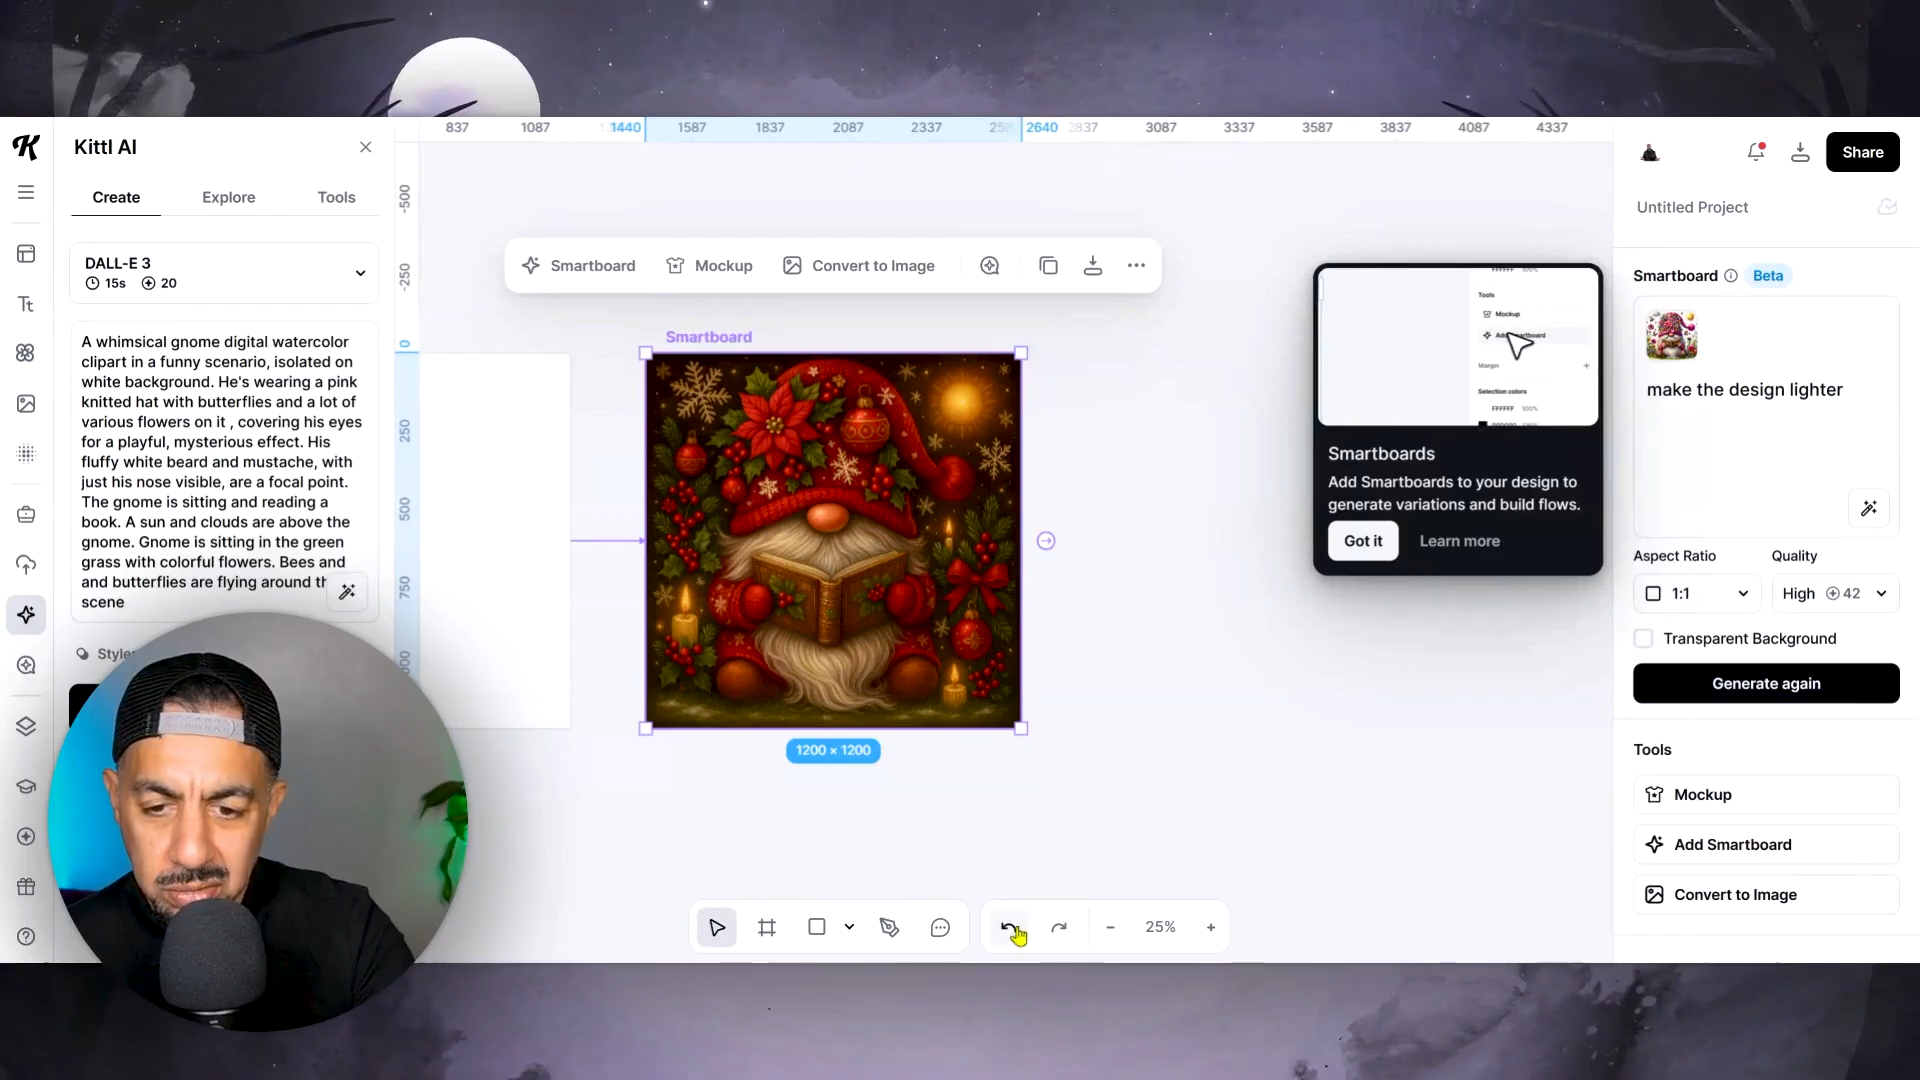 Kittl AI
Create
Explore
Tools
DALL-E 3
15s
20
A whimsical gnome digital watercolor
clipart in a funny scenario, isolated on
white background. He's wearing a pink
knitted hat with butterflies and a lot of
various flowers on it , covering his eyes
for a playful, mysterious effect. His
fluffy white beard and mustache, with
just his nose visible, are a focal point.
The gnome is sitting and reading a
book. A sun and clouds are above the
gnome. Gnome is sitting in the green
grass with colorful flowers. Bees and
and butterflies are flying around
scene
837
1087
1440
1587
1837
2087
2337
2640
2837
3087
3337
3587
3837
4087
4337
-500
-250
0
250
500
750
Smartboard
Mockup
Convert to Image
Smartboard
1200 × 1200
Tools
Mockup
Margin
Selection colors
FFFFFF 100%
Smartboards
Add Smartboards to your design to
generate variations and build flows.
Got it
Learn more
25%
Share
Untitled Project
Smartboard
Beta
make the design lighter
Aspect Ratio
Quality
1:1
High
42
Transparent Background
Generate again
Tools
Mockup
Add Smartboard
Convert to Image